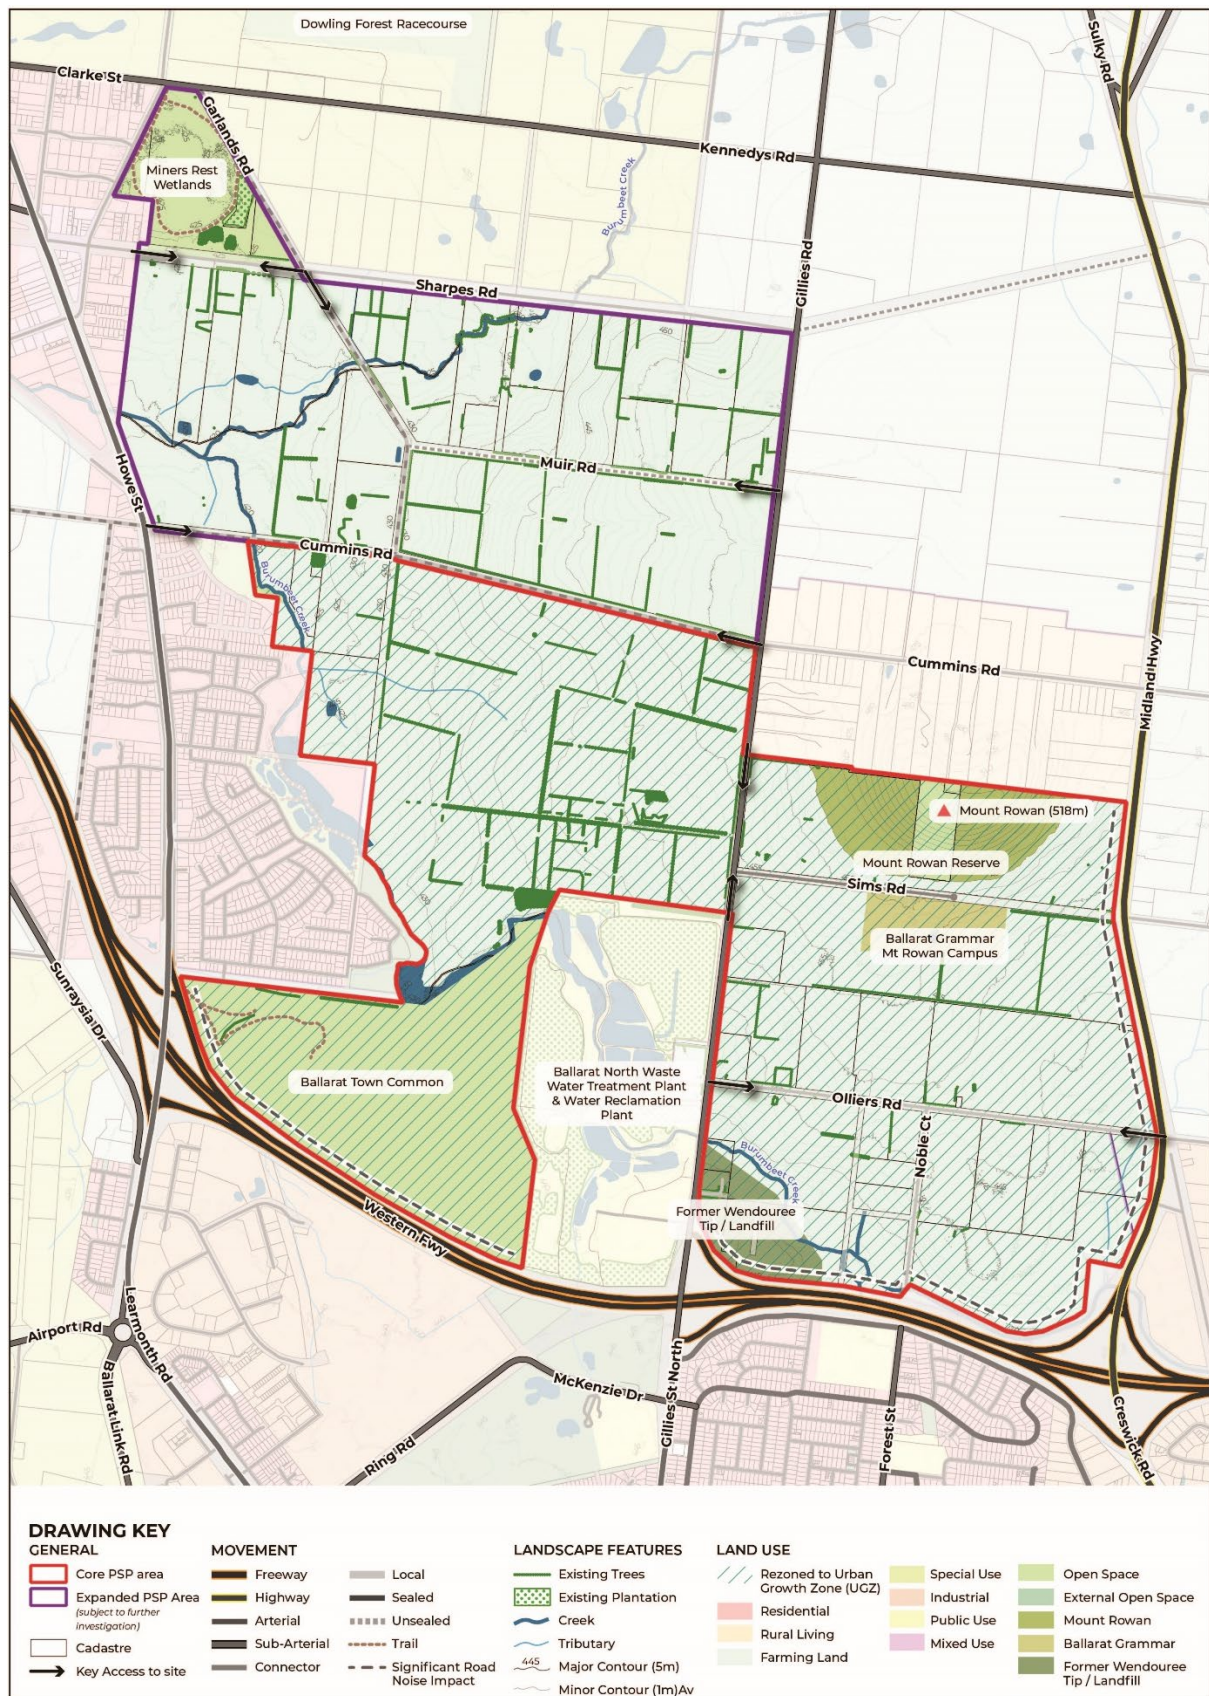 Dowling Forest Racecourse
Clarke St
Garlands Rd
Sulky Rd
Kennedys Rd
Miners Rest
Wetlands
Burumbeet Creek
Gillies Rd
Sharpes Rd
460
445
430
Muir Rd
Howe St
430
430
Cummins Rd
Burumbeet Creek
Cummins Rd
Midland Hwy
Mount Rowan (518m)
Mount Rowan Reserve
Sims Rd
430
Ballarat Grammar
Mt Rowan Campus
455
Sunraysia Dr
Ballarat Town Common
Ballarat North Waste
Water Treatment Plant
& Water Reclamation
Plant
Olliers Rd
Noble Ct
Burumbeet Creek
Former Wendouree
Tip / Landfill
Western Fwy
Airport Rd
Learmonth Rd
Ballarat Link Rd
Ring Rd
McKenzie Dr
Gillies St North
Forest St
Creswick Rd
DRAWING KEY
GENERAL
Core PSP area
Expanded PSP Area
(subject to further
investigation)
Cadastre
Key Access to site
MOVEMENT
Freeway
Highway
Arterial
Sub-Arterial
Connector
Local
Sealed
Unsealed
Trail
Significant Road
Noise Impact
LANDSCAPE FEATURES
Existing Trees
Existing Plantation
Creek
Tributary
445
Major Contour (5m)
Minor Contour (1m)Av
LAND USE
Rezoned to Urban
Growth Zone (UGZ)
Residential
Rural Living
Farming Land
Special Use
Industrial
Public Use
Mixed Use
Open Space
External Open Space
Mount Rowan
Ballarat Grammar
Former Wendouree
Tip / Landfill